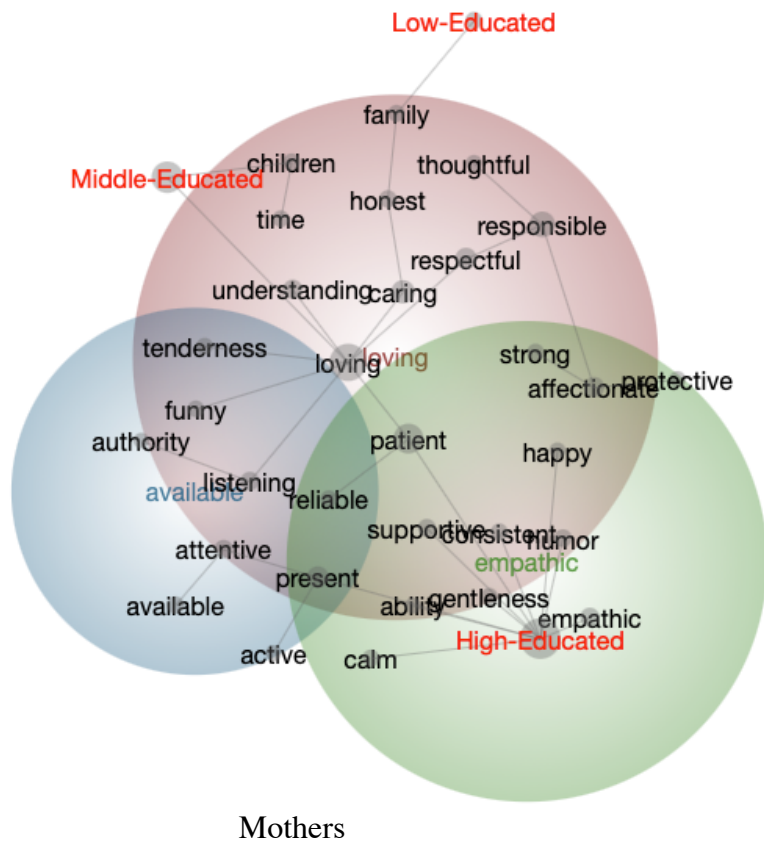 Low-Educated
family
children
thoughtful
Middle-Educated
honest
time
responsible
respectful
understanding
caring
tenderness
loving
loving
strong
affectionate
protective
funny
authority
patient
happy
listening
available
reliable
supportive
consistent
humor
attentive
empathic
present
available
ability
gentleness
empathic
High-Educated
active
calm
Mothers